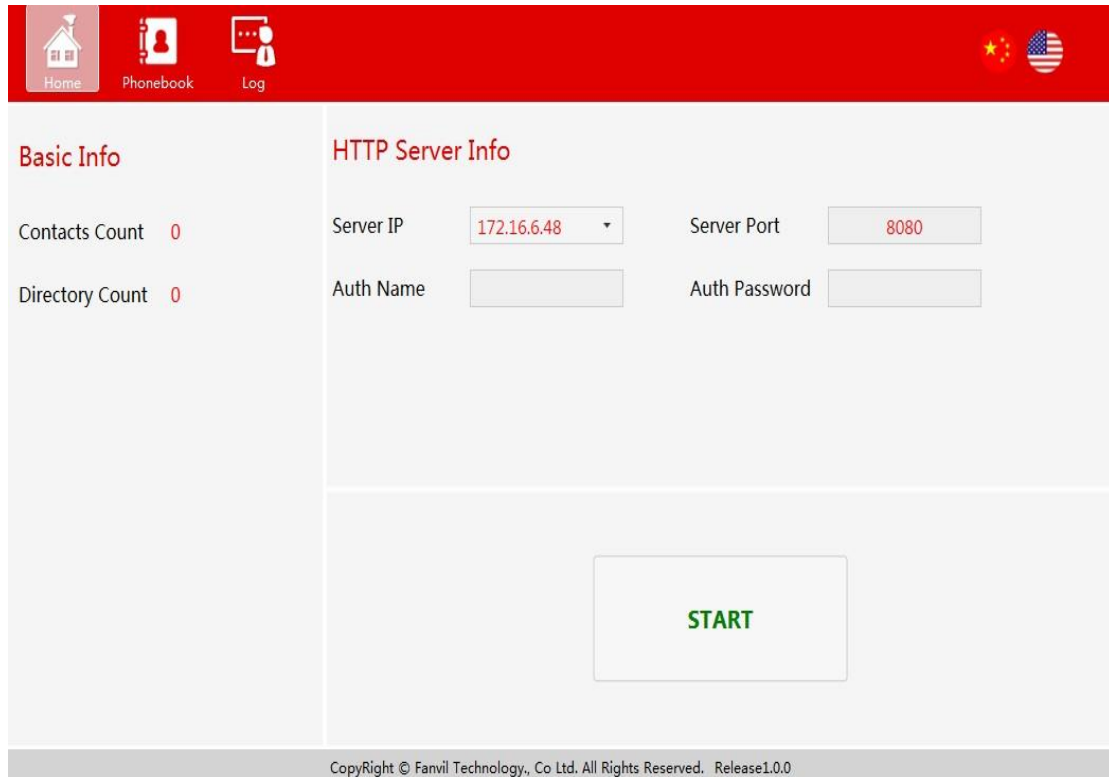 Home Phonebook Log
Basic Info
Contacts Count 0
Directory Count 0
HTTP Server Info
Server IP 172.16.6.48 Server Port 8080
Auth Name Auth Password
START
CopyRight © Fanvil Technology., Co Ltd. All Rights Reserved. Release1.0.0